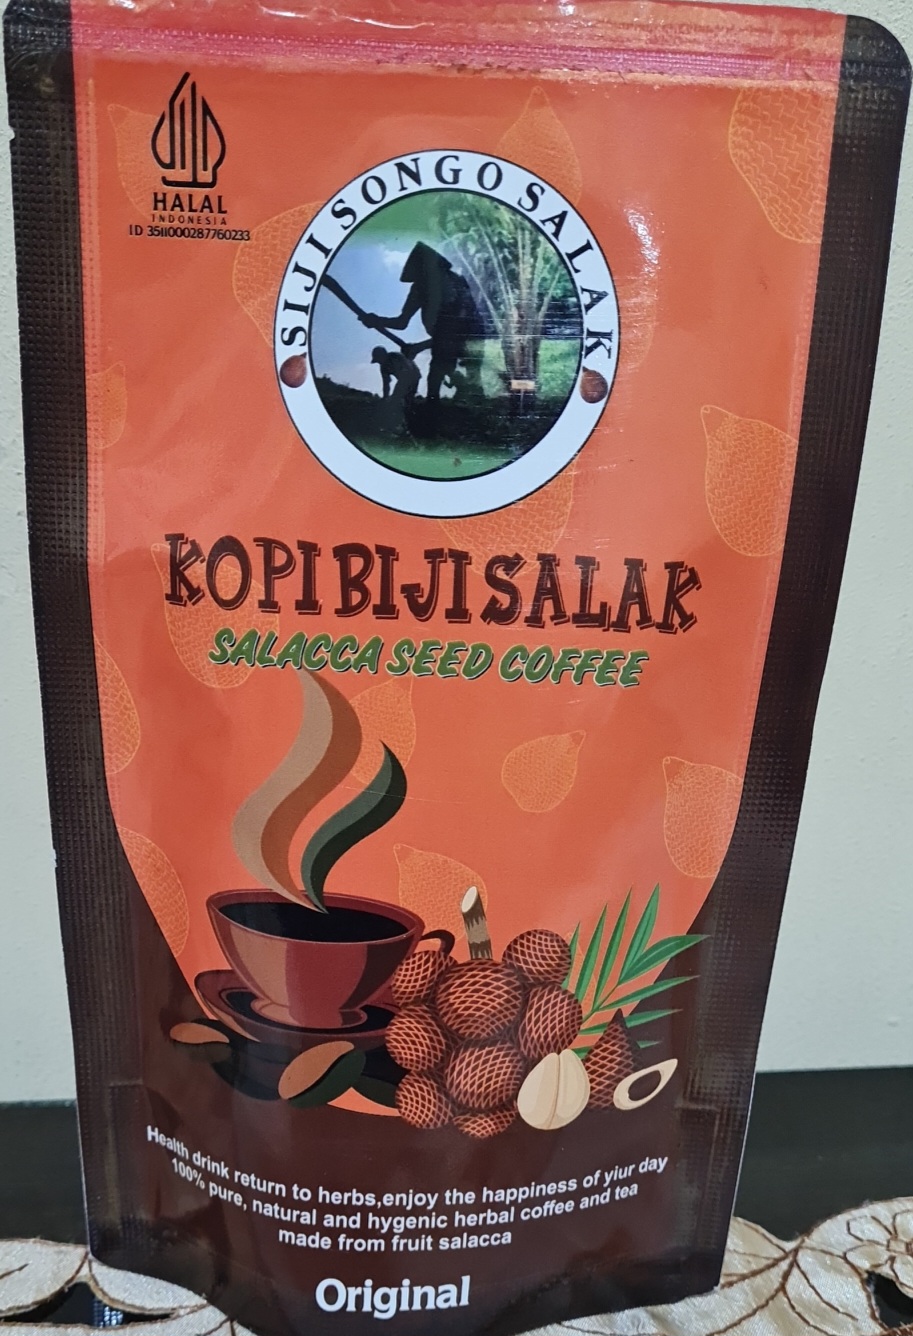 HALAL
INDONESIA
ID 35110000287760233
SIJI SONGO SALAK
KOPI BIJI SALAK
SALACCA SEED COFFEE
Health drink return to herbs,enjoy the happiness of yiur day
100% pure, natural and hygenic herbal coffee and tea
made from fruit salacca
Original